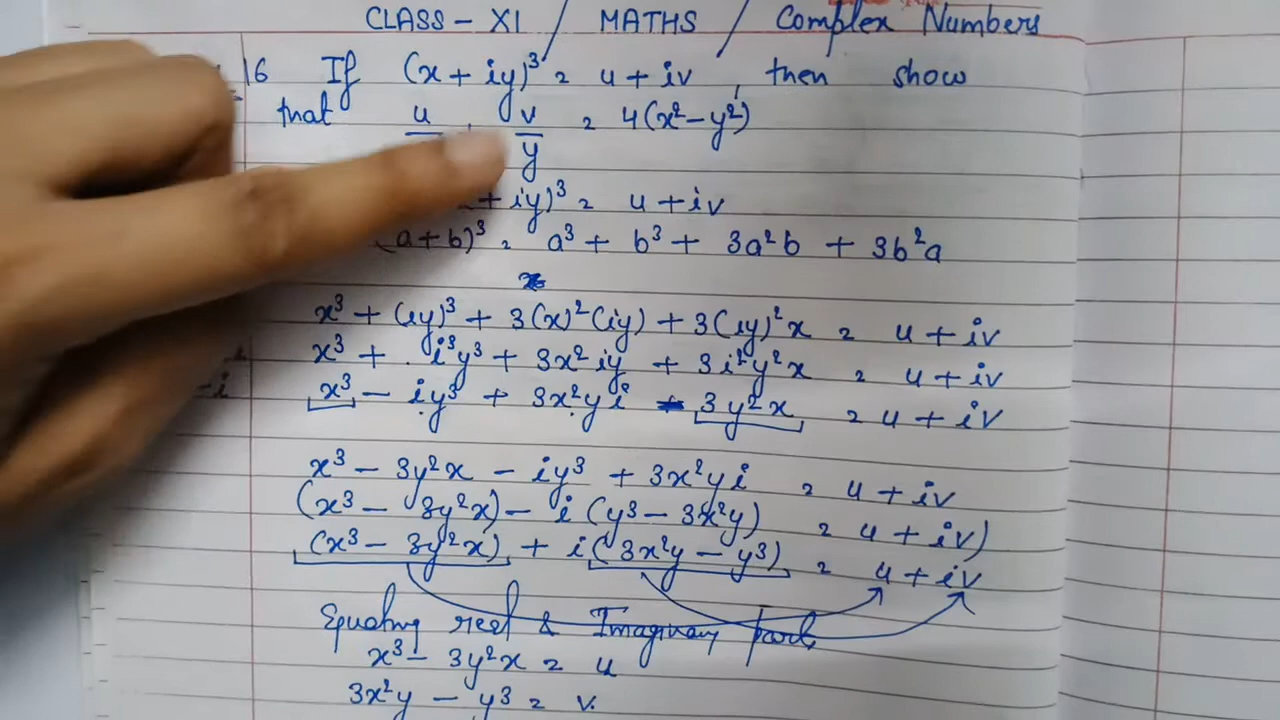 CLASS - XI / MATHS / Complex Numbers
16 If (x + iy)³ = u + iv , then show
that u v/y = 4(x² - y²)
+ iy)³ = u + iv
(a + b)³ = a³ + b³ + 3a²b + 3b²a
x³ + (iy)³ + 3(x)²(iy) + 3(iy)²x = u + iv
x³ + i³y³ + 3x²iy + 3i²y²x = u + iv
-i x³ - iy³ + 3x²yi - 3y²x = u + iv
x³ - 3y²x - iy³ + 3x²yi = u + iv
(x³ - 3y²x) - i (y³ - 3x²y) = u + iv)
(x³ - 3y²x) + i(3x²y - y³) = u + iv
Equating reel & Imaginary part
x³ - 3y²x = u
3x²y - y³ = v.